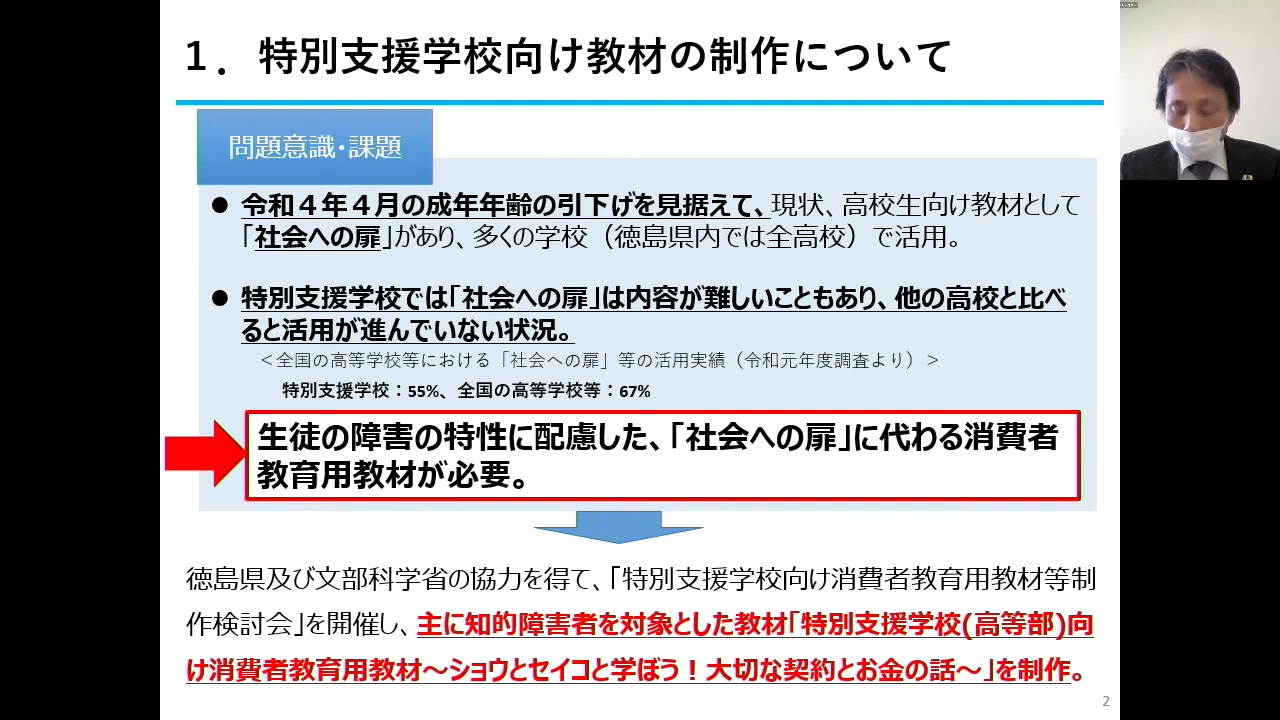 １．特別支援学校向け教材の制作について
問題意識・課題
● 令和４年４月の成年年齢の引下げを見据えて、現状、高校生向け教材として
「社会への扉」があり、多くの学校（徳島県内では全高校）で活用。
● 特別支援学校では「社会への扉」は内容が難しいこともあり、他の高校と比べ
ると活用が進んでいない状況。
＜全国の高等学校等における「社会への扉」等の活用実績（令和元年度調査より）＞
特別支援学校：55%、全国の高等学校等：67%
生徒の障害の特性に配慮した、「社会への扉」に代わる消費者
教育用教材が必要。
徳島県及び文部科学省の協力を得て、「特別支援学校向け消費者教育用教材等制
作検討会」を開催し、主に知的障害者を対象とした教材「特別支援学校(高等部)向
け消費者教育用教材～ショウとセイコと学ぼう！大切な契約とお金の話～」を制作。
2